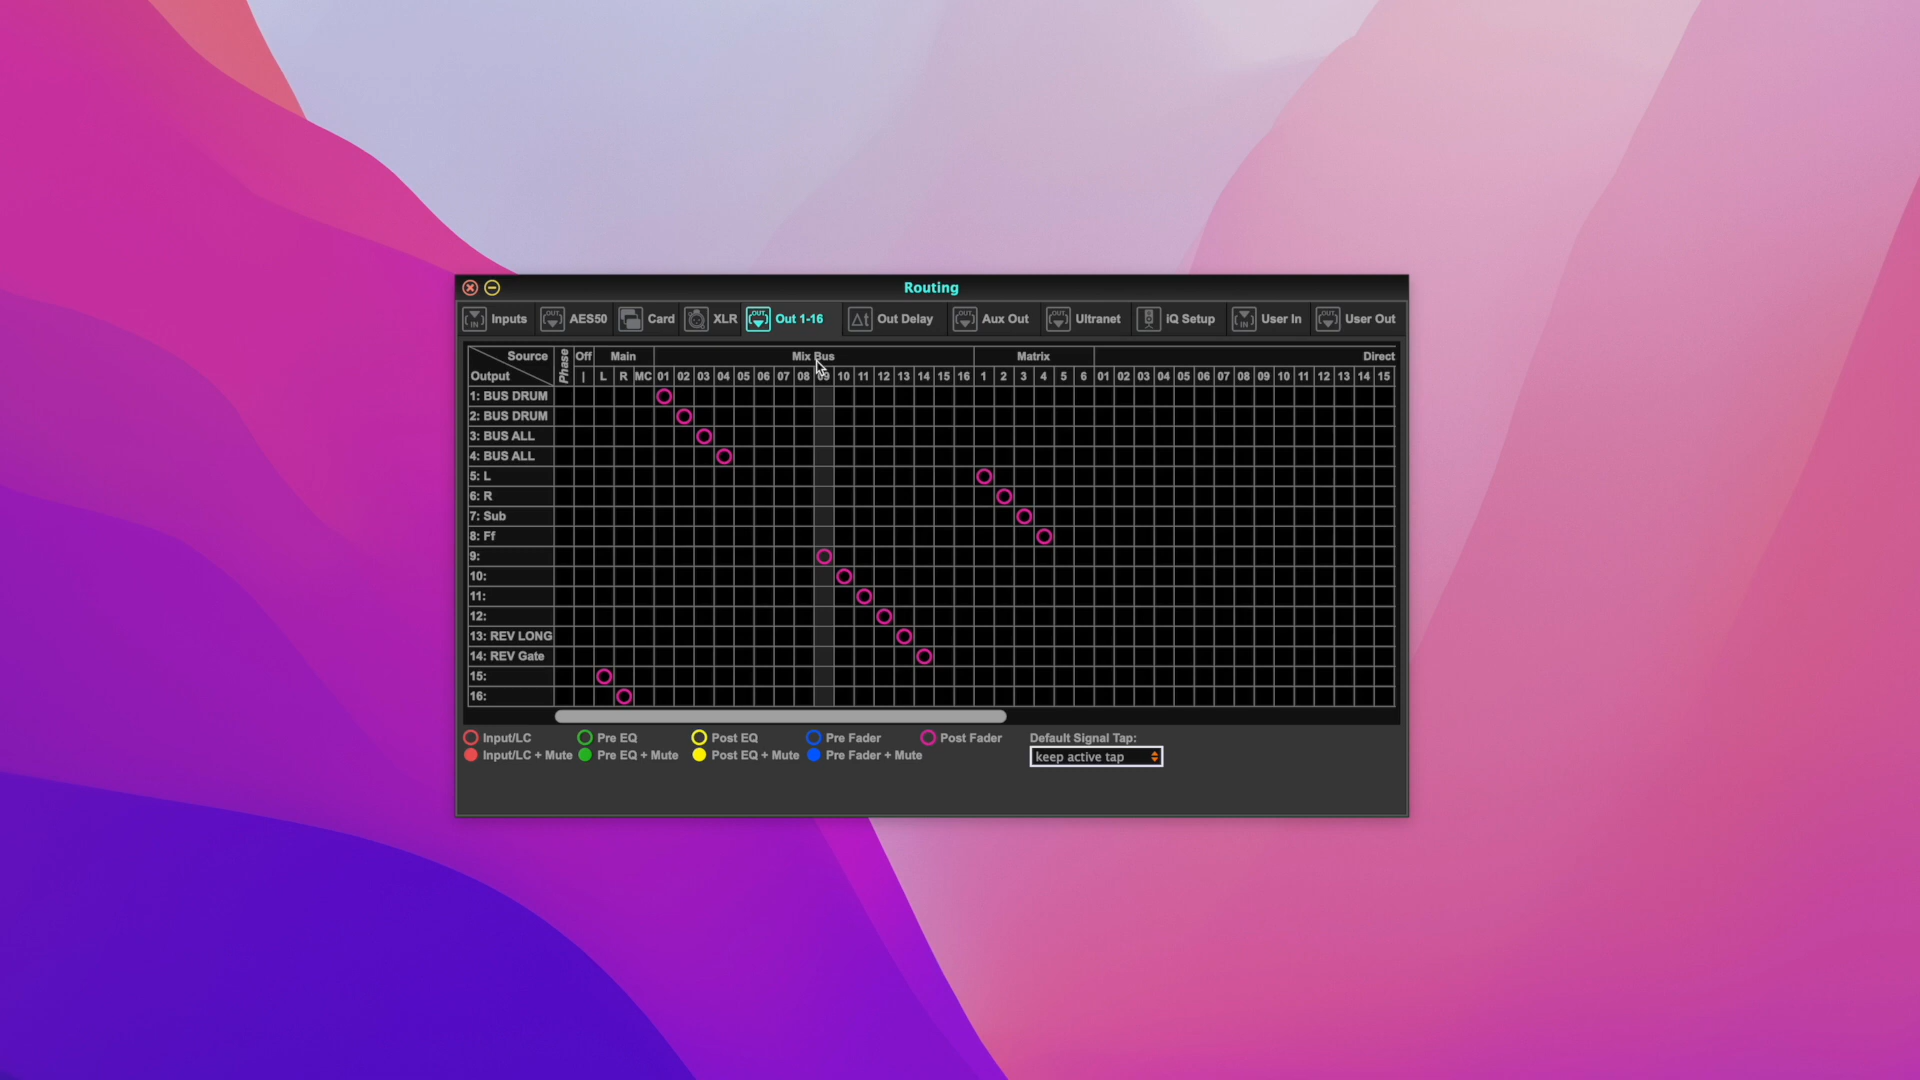 Routing
Inputs AES50 Card XLR Out 1-16 Out Delay Aux Out Ultranet iQ Setup User In User Out
Source Phase Off Main Mix Bus Matrix Direct
Output | L R MC 01 02 03 04 05 06 07 08 09 10 11 12 13 14 15 16 1 2 3 4 5 6 01 02 03 04 05 06 07 08 09 10 11 12 13 14 15
1: BUS DRUM
2: BUS DRUM
3: BUS ALL
4: BUS ALL
5: L
6: R
7: Sub
8: Ff
9:
10:
11:
12:
13: REV LONG
14: REV Gate
15:
16:
Input/LC Pre EQ Post EQ Pre Fader Post Fader Default Signal Tap:
Input/LC + Mute Pre EQ + Mute Post EQ + Mute Pre Fader + Mute keep active tap